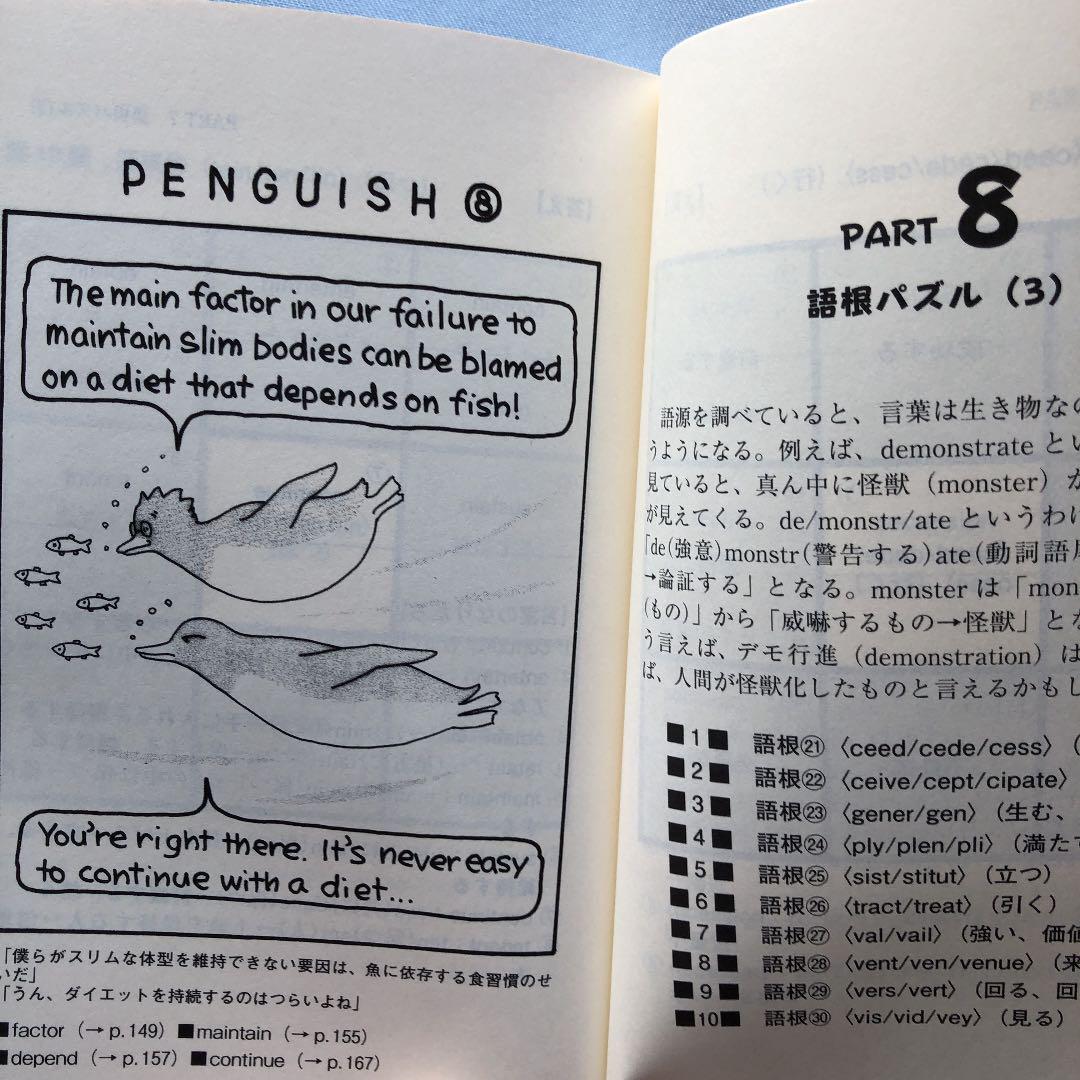 PENGUISH ⑧
The main factor in our failure to
maintain slim bodies can be blamed
on a diet that depends on fish!
You're right there. It's never easy
to continue with a diet...
「僕らがスリムな体型を維持できない要因は、魚に依存する食習慣のせ
いだ」
「うん、ダイエットを持続するのはつらいよね」
■factor（→ p.149）■maintain（→ p.155）
■depend（→ p.157）■continue（→ p.167）
PART 8
語根パズル（3）
語源を調べていると、言葉は生き物なの
うようになる。例えば、demonstrate とい
見ていると、真ん中に怪獣（monster）か
が見えてくる。de/monstr/ate というわけ
「de(強意)monstr(警告する)ate(動詞語尾
→論証する」となる。monster は「mon
(もの)」から「威嚇するもの→怪獣」とな
う言えば、デモ行進（demonstration）は
ば、人間が怪獣化したものと言えるかもし
■1■ 語根㉑〈ceed/cede/cess〉（
■2■ 語根㉒〈ceive/cept/cipate〉
■3■ 語根㉓〈gener/gen〉（生む、
■4■ 語根㉔〈ply/plen/pli〉（満たす
■5■ 語根㉕〈sist/stitut〉（立つ）
■6■ 語根㉖〈tract/treat〉（引く）
■7■ 語根㉗〈val/vail〉（強い、価値
■8■ 語根㉘〈vent/ven/venue〉（来
■9■ 語根㉙〈vers/vert〉（回る、回
■10■ 語根㉚〈vis/vid/vey〉（見る）